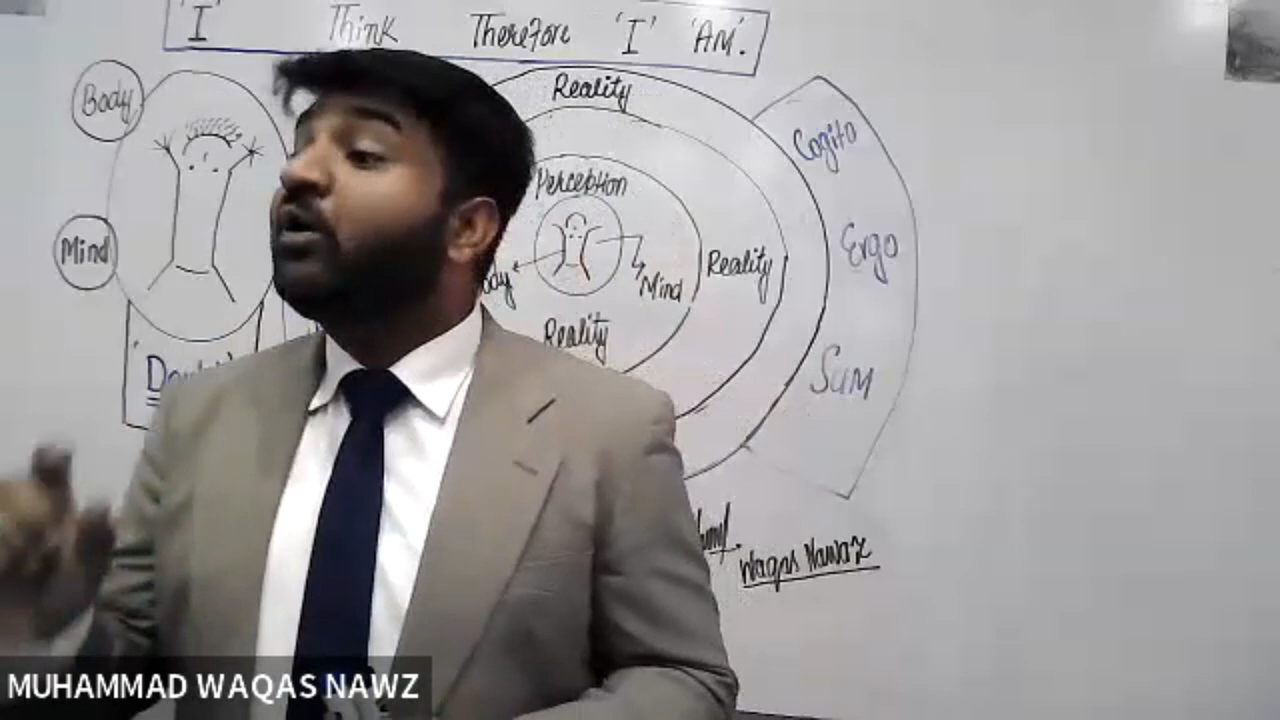 'I' Think Therefore 'I' 'AM'.
Body
Mind
Reality
Perception
Mind
Reality
Reality
Cogito
Ergo
Sum
Waqas Nawaz
MUHAMMAD WAQAS NAWZ